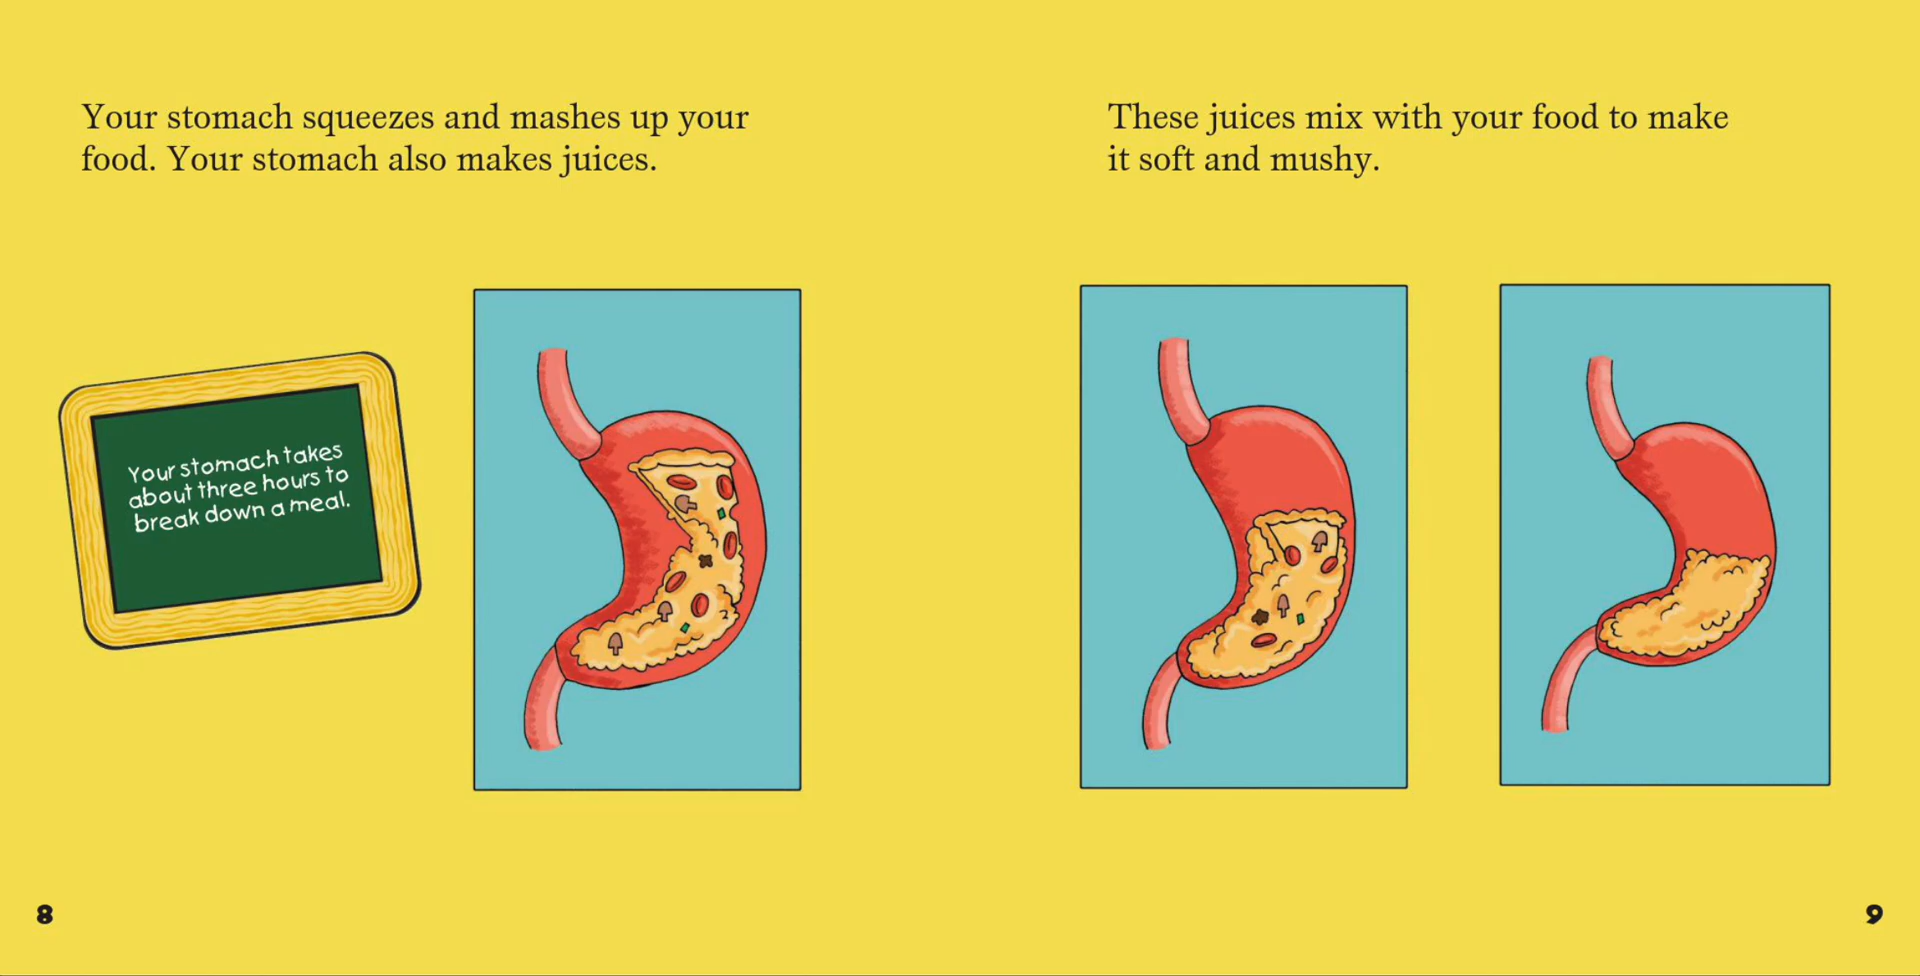 Your stomach squeezes and mashes up your
food. Your stomach also makes juices.
Your stomach takes
about three hours to
break down a meal.
8
These juices mix with your food to make
it soft and mushy.
9